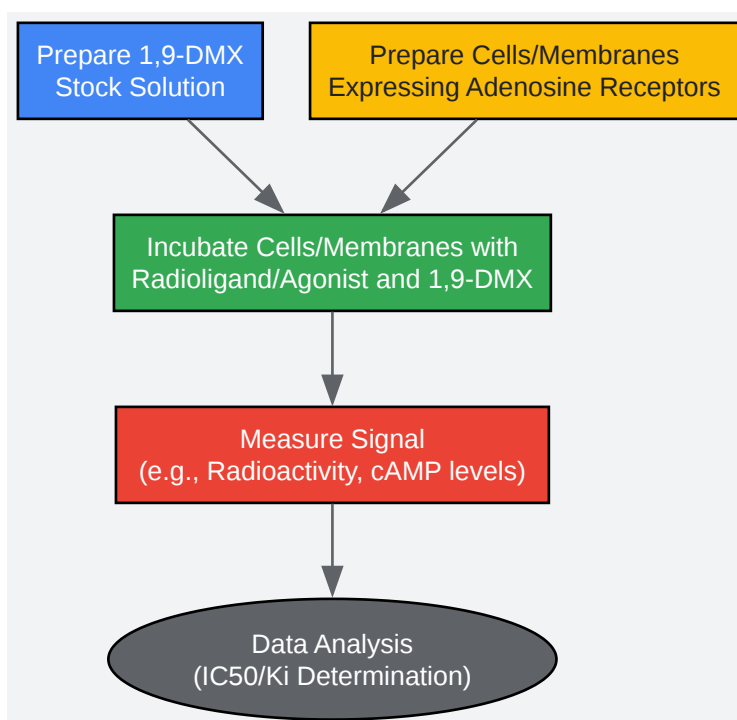 Prepare 1,9-DMX
Stock Solution
Prepare Cells/Membranes
Expressing Adenosine Receptors
Incubate Cells/Membranes with
Radioligand/Agonist and 1,9-DMX
Measure Signal
(e.g., Radioactivity, cAMP levels)
Data Analysis
(IC50/Ki Determination)